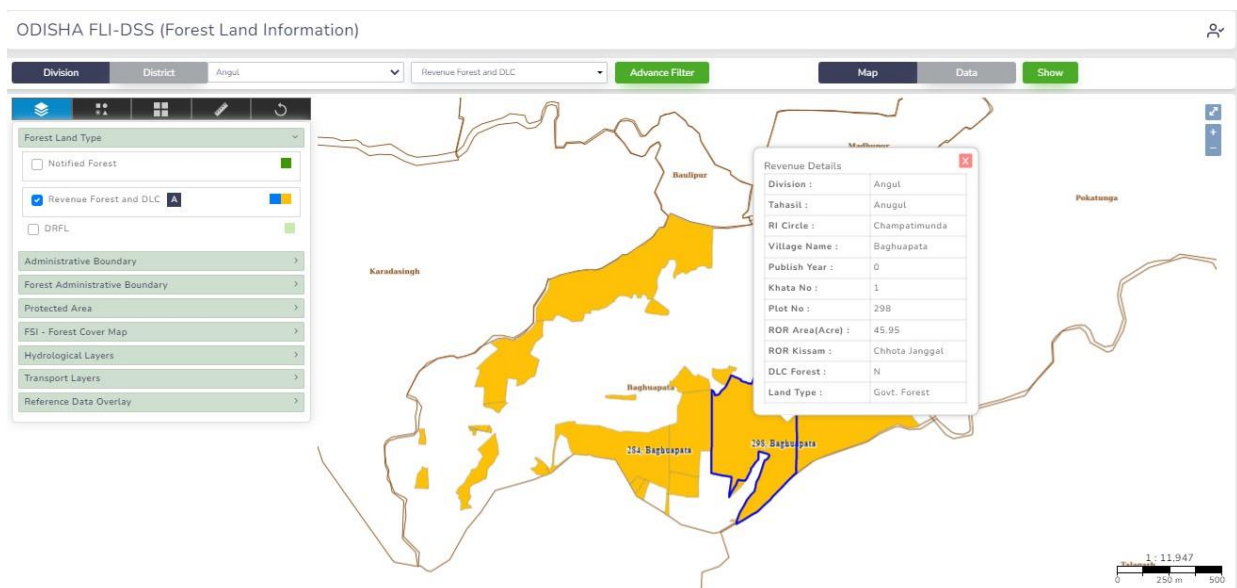 ODISHA FLI-DSS (Forest Land Information)
Division District Angul Revenue Forest and DLC Advance Filter Map Data Show
Forest Land Type
Notified Forest
Revenue Forest and DLC A
DRFL
Administrative Boundary
Forest Administrative Boundary
Protected Area
FSI - Forest Cover Map
Hydrological Layers
Transport Layers
Reference Data Overlay
Baulipur
Pokatunga
Karadasingh
Baghuapata
284, Baghuapata
298, Baghuapata
Revenue Details X
Division : Angul
Tahasil : Anugul
RI Circle : Champatimunda
Village Name : Baghuapata
Publish Year : 0
Khata No : 1
Plot No : 298
ROR Area(Acre) : 45.95
ROR Kissam : Chhota Janggal
DLC Forest : N
Land Type : Govt. Forest
+
-
1 : 11,947
0 250 m 500